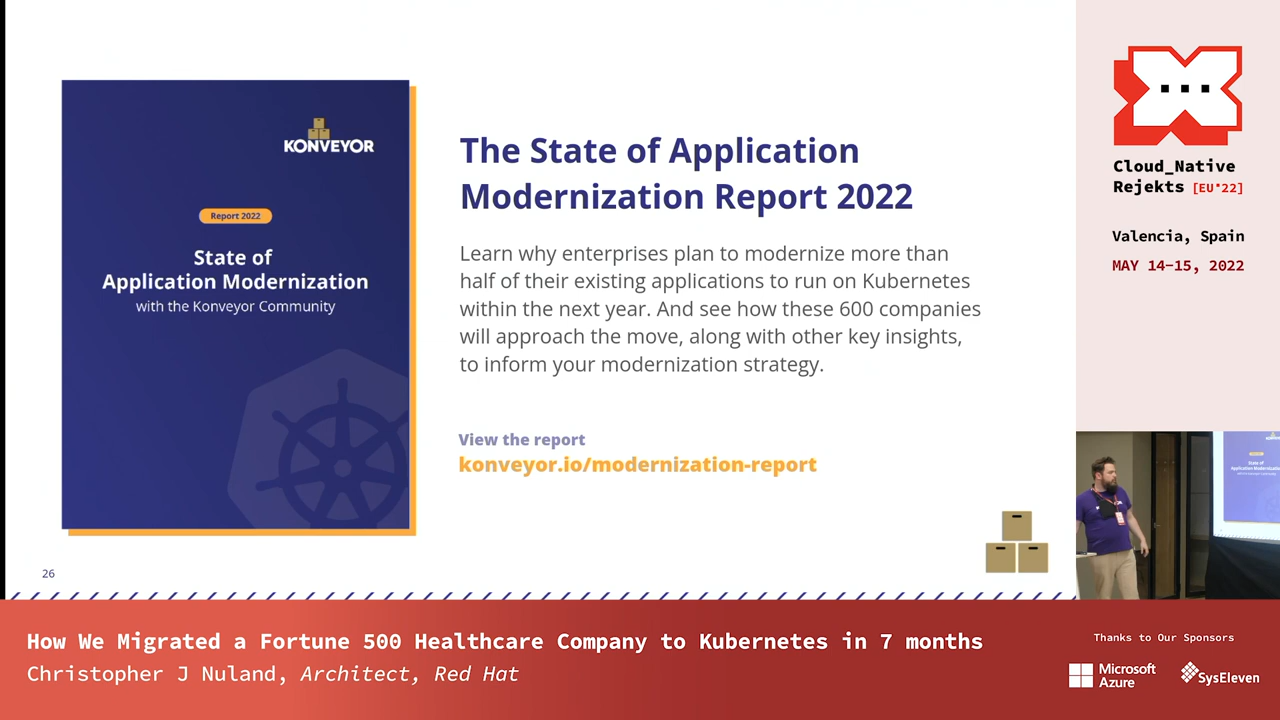 KONVEYOR
Report 2022
State of
Application Modernization
with the Konveyor Community
The State of Application
Modernization Report 2022
Learn why enterprises plan to modernize more than
half of their existing applications to run on Kubernetes
within the next year. And see how these 600 companies
will approach the move, along with other key insights,
to inform your modernization strategy.
View the report
konveyor.io/modernization-report
26
Cloud_Native
Rejekts [EU*22]
Valencia, Spain
MAY 14-15, 2022
State of
Application Modernization
How We Migrated a Fortune 500 Healthcare Company to Kubernetes in 7 months
Christopher J Nuland, Architect, Red Hat
Thanks to Our Sponsors
Microsoft
Azure
SysEleven